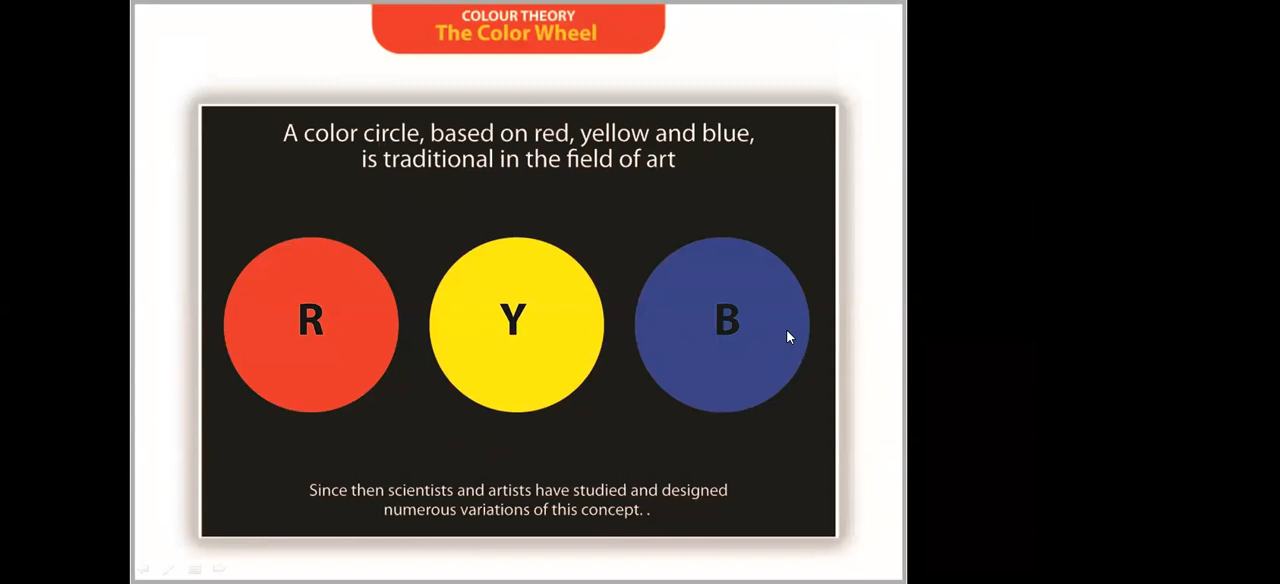 COLOUR THEORY
The Color Wheel
A color circle, based on red, yellow and blue,
is traditional in the field of art
R
Y
B
Since then scientists and artists have studied and designed
numerous variations of this concept. .